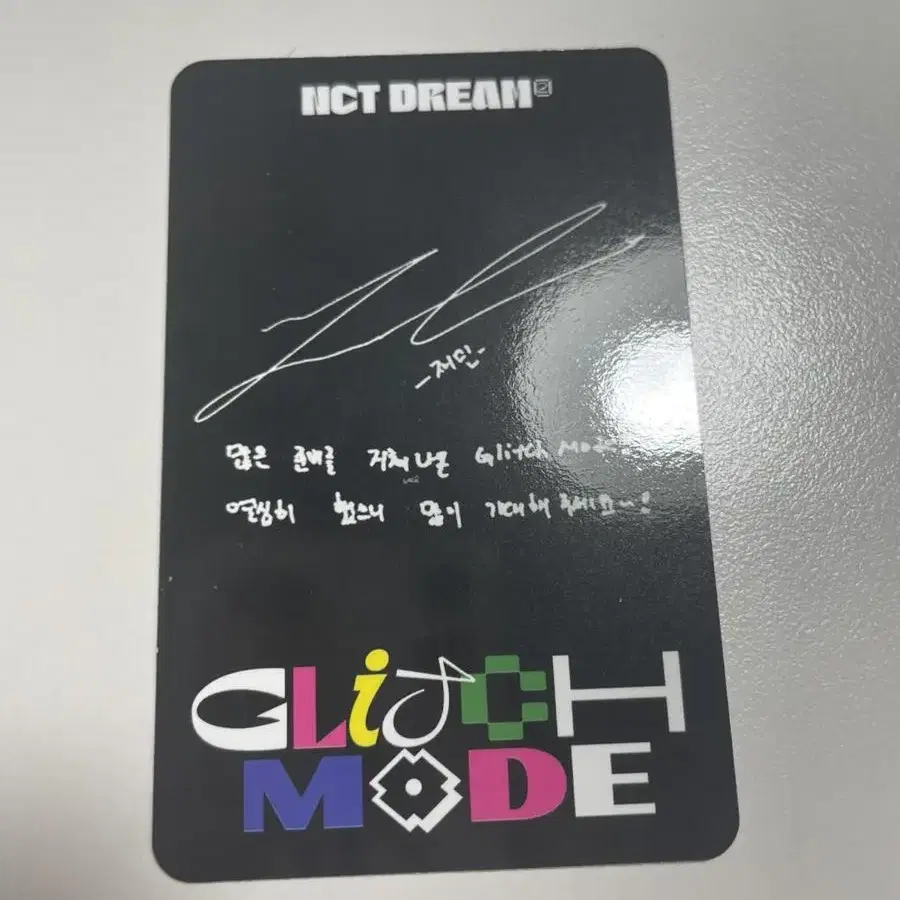 NCT DREAM
-재민-
많은 준비를 거쳐 나온 Glitch Mode
열심히 했으니 많이 기대해 주세요~!
GLiTCH
MODE